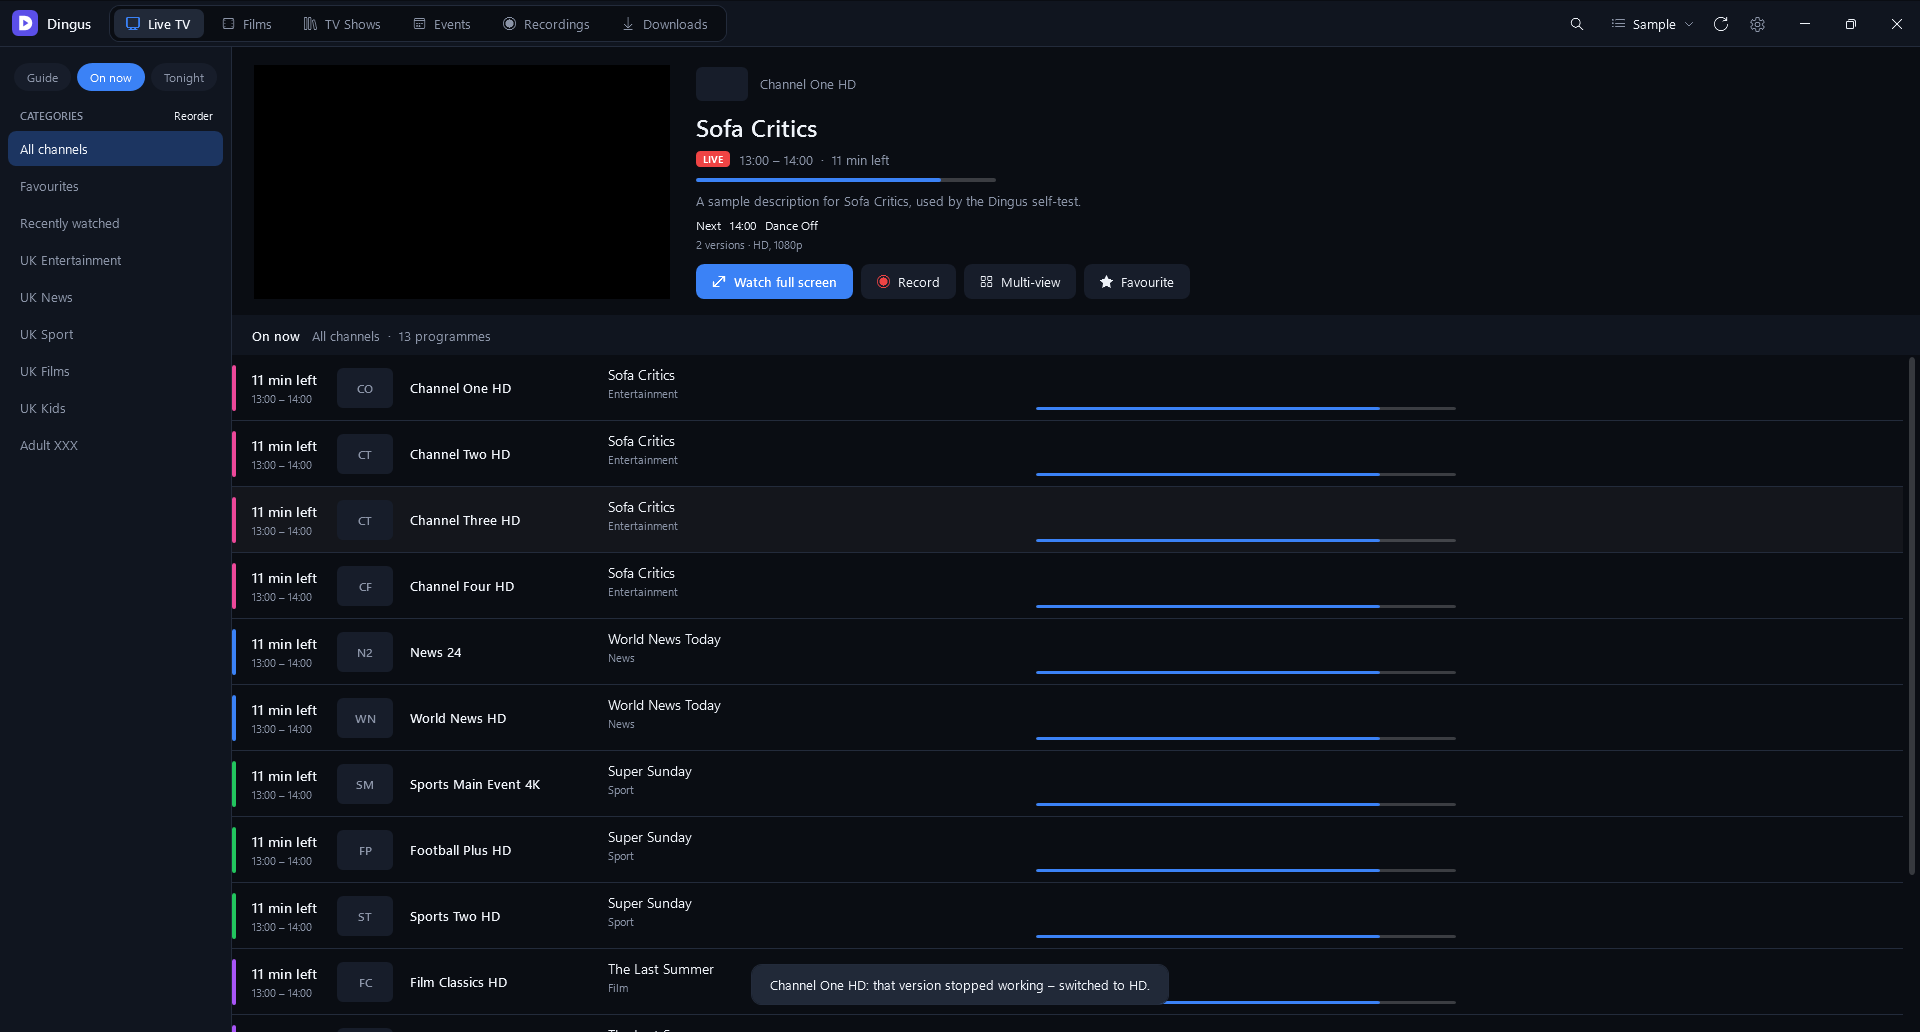 Dingus
Live TV
Films
TV Shows
Events
Recordings
Downloads
Sample
Guide
On now
Tonight
CATEGORIES
Reorder
All channels
Favourites
Recently watched
UK Entertainment
UK News
UK Sport
UK Films
UK Kids
Adult XXX
Channel One HD
Sofa Critics
LIVE 13:00 – 14:00 · 11 min left
A sample description for Sofa Critics, used by the Dingus self-test.
Next 14:00 Dance Off
2 versions · HD, 1080p
Watch full screen
Record
Multi-view
Favourite
On now All channels · 13 programmes
11 min left
13:00 – 14:00
CO
Channel One HD
Sofa Critics
Entertainment
11 min left
13:00 – 14:00
CT
Channel Two HD
Sofa Critics
Entertainment
11 min left
13:00 – 14:00
CT
Channel Three HD
Sofa Critics
Entertainment
11 min left
13:00 – 14:00
CF
Channel Four HD
Sofa Critics
Entertainment
11 min left
13:00 – 14:00
N2
News 24
World News Today
News
11 min left
13:00 – 14:00
WN
World News HD
World News Today
News
11 min left
13:00 – 14:00
SM
Sports Main Event 4K
Super Sunday
Sport
11 min left
13:00 – 14:00
FP
Football Plus HD
Super Sunday
Sport
11 min left
13:00 – 14:00
ST
Sports Two HD
Super Sunday
Sport
11 min left
13:00 – 14:00
FC
Film Classics HD
The Last Summer
Film
Channel One HD: that version stopped working – switched to HD.